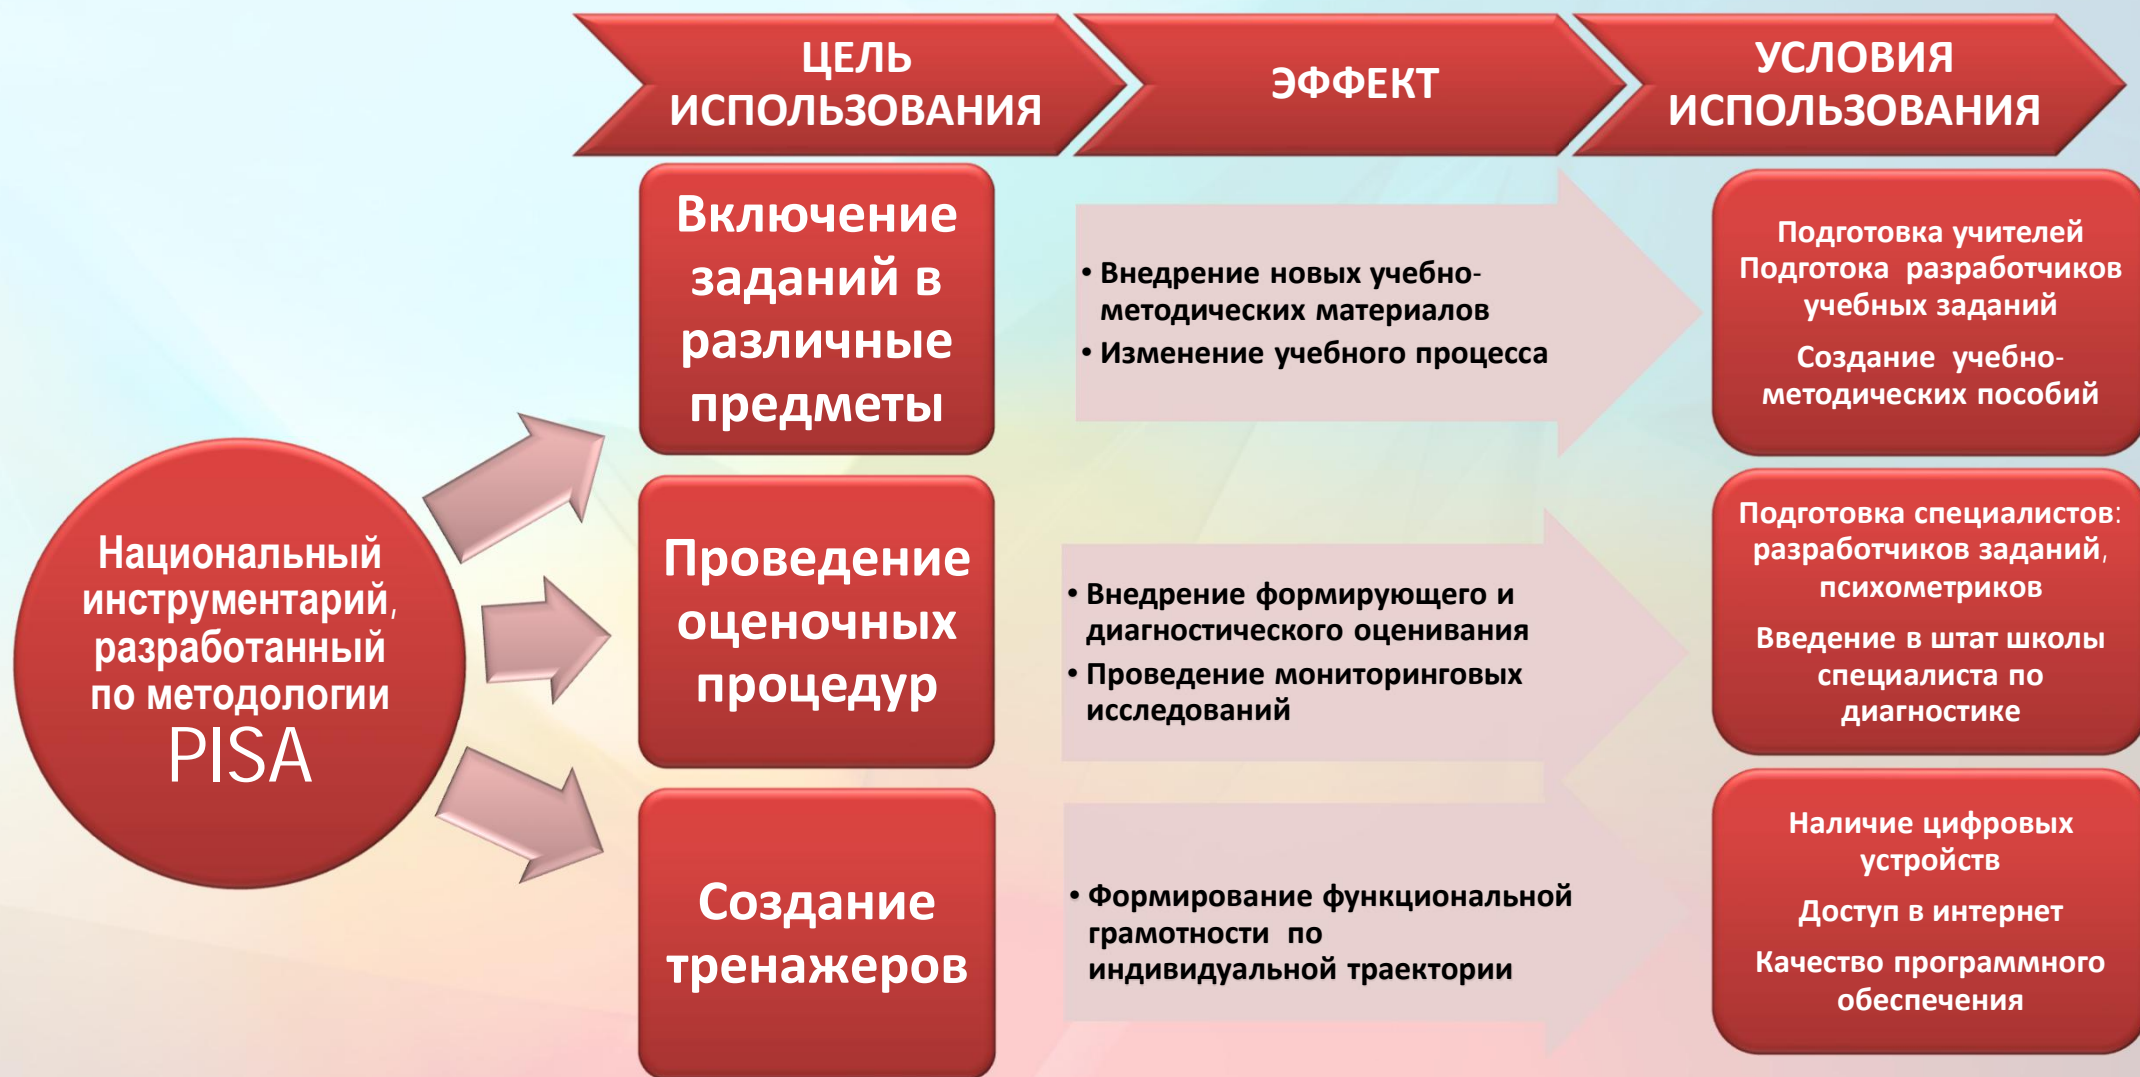 ЦЕЛЬ
ИСПОЛЬЗОВАНИЯ
ЭФФЕКТ
УСЛОВИЯ
ИСПОЛЬЗОВАНИЯ
Национальный
инструментарий,
разработанный
по методологии
PISA
Включение
заданий в
различные
предметы
• Внедрение новых учебно-
методических материалов
• Изменение учебного процесса
Подготовка учителей
Подготока разработчиков
учебных заданий
Создание учебно-
методических пособий
Проведение
оценочных
процедур
• Внедрение формирующего и
диагностического оценивания
• Проведение мониторинговых
исследований
Подготовка специалистов:
разработчиков заданий,
психометриков
Введение в штат школы
специалиста по
диагностике
Создание
тренажеров
• Формирование функциональной
грамотности по
индивидуальной траектории
Наличие цифровых
устройств
Доступ в интернет
Качество программного
обеспечения